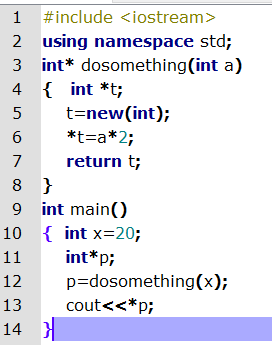 1 #include <iostream>
2 using namespace std;
3 int* dosomething(int a)
4 {  int *t;
5    t=new(int);
6    *t=a*2;
7    return t;
8 }
9 int main()
10 {  int x=20;
11    int*p;
12    p=dosomething(x);
13    cout<<*p;
14 }